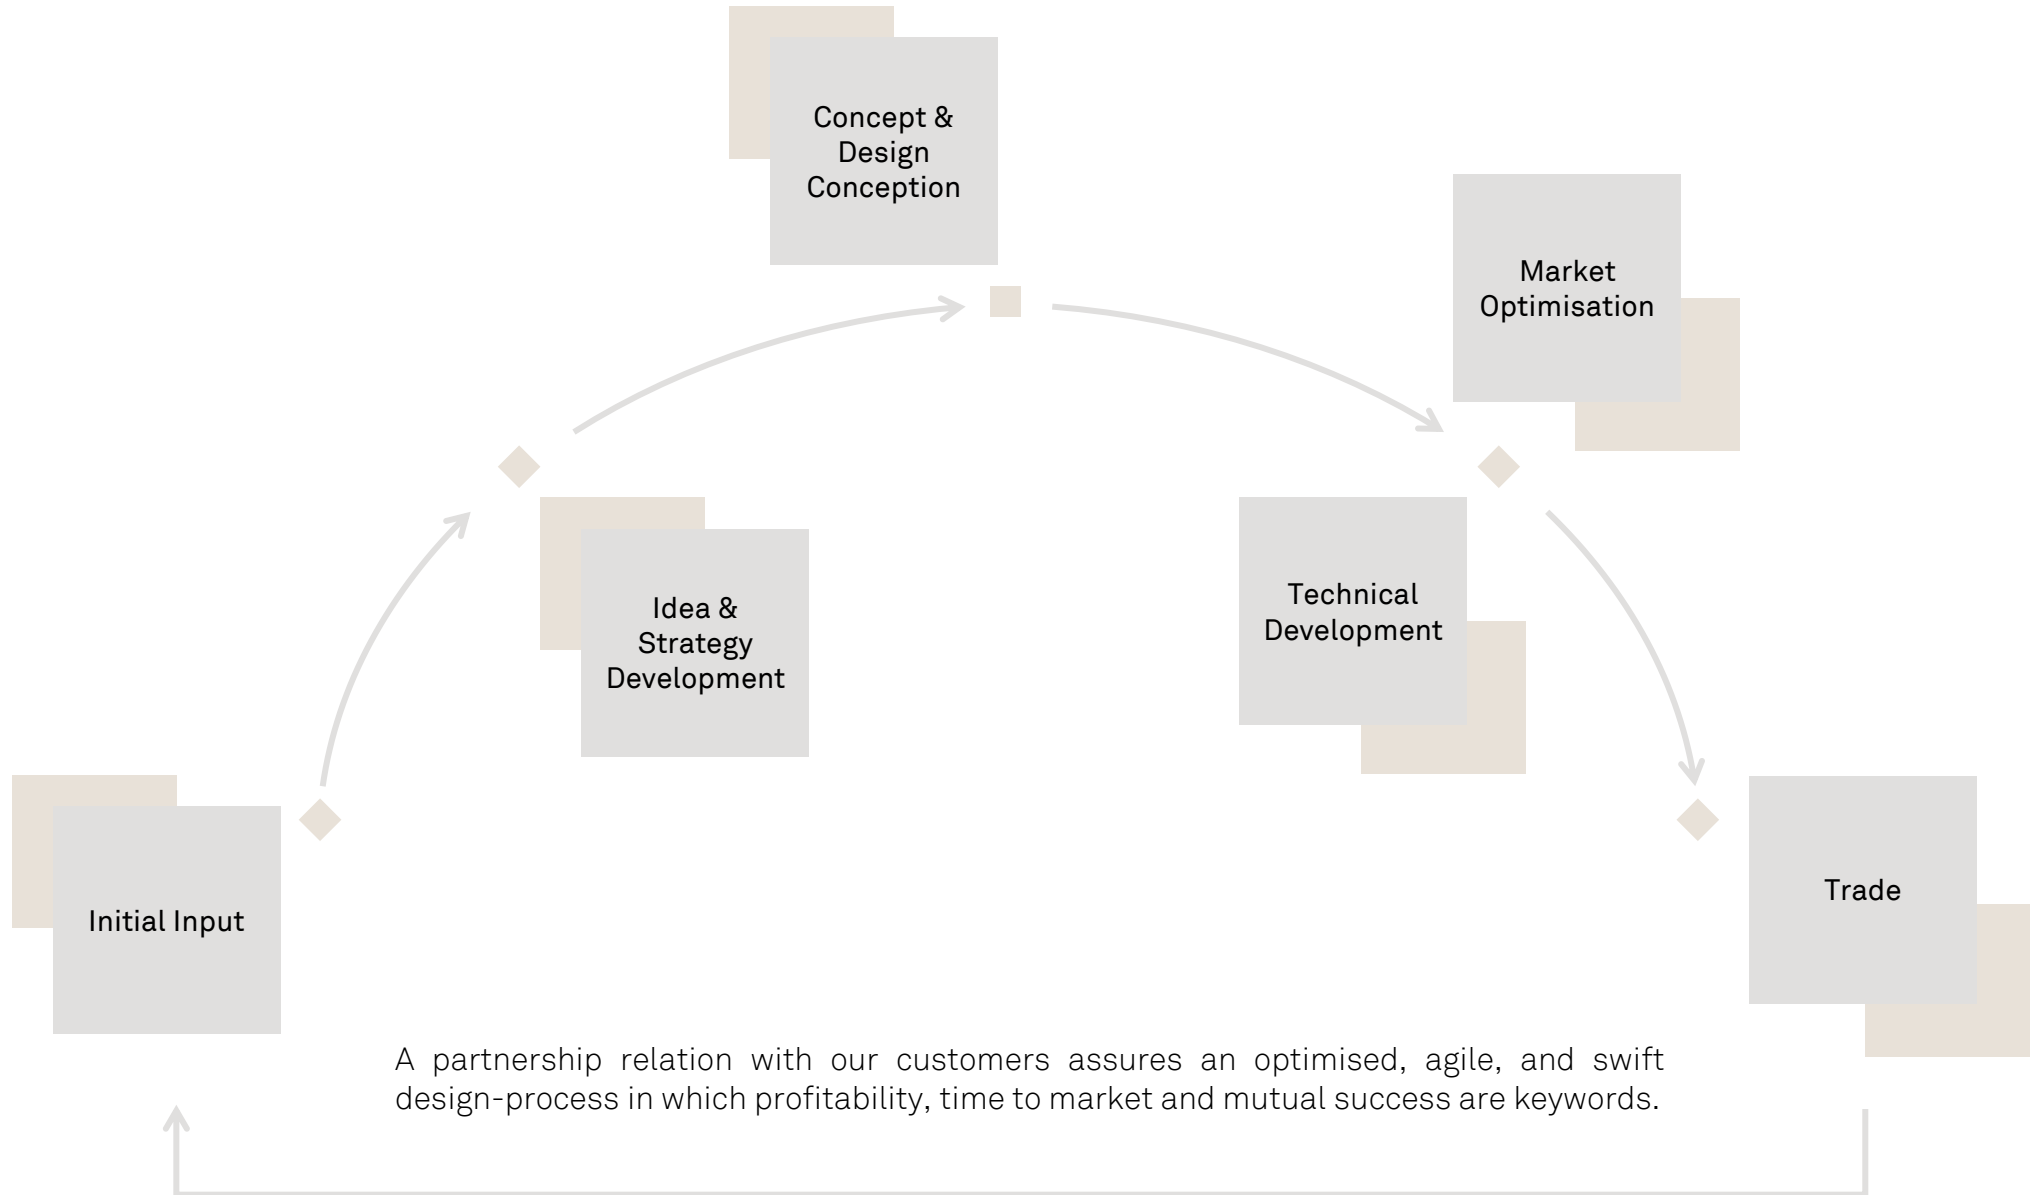 Concept &
Design
Conception
Market
Optimisation
Idea &
Strategy
Development
Technical
Development
Initial Input
Trade
A partnership relation with our customers assures an optimised, agile, and swift
design-process in which profitability, time to market and mutual success are keywords.